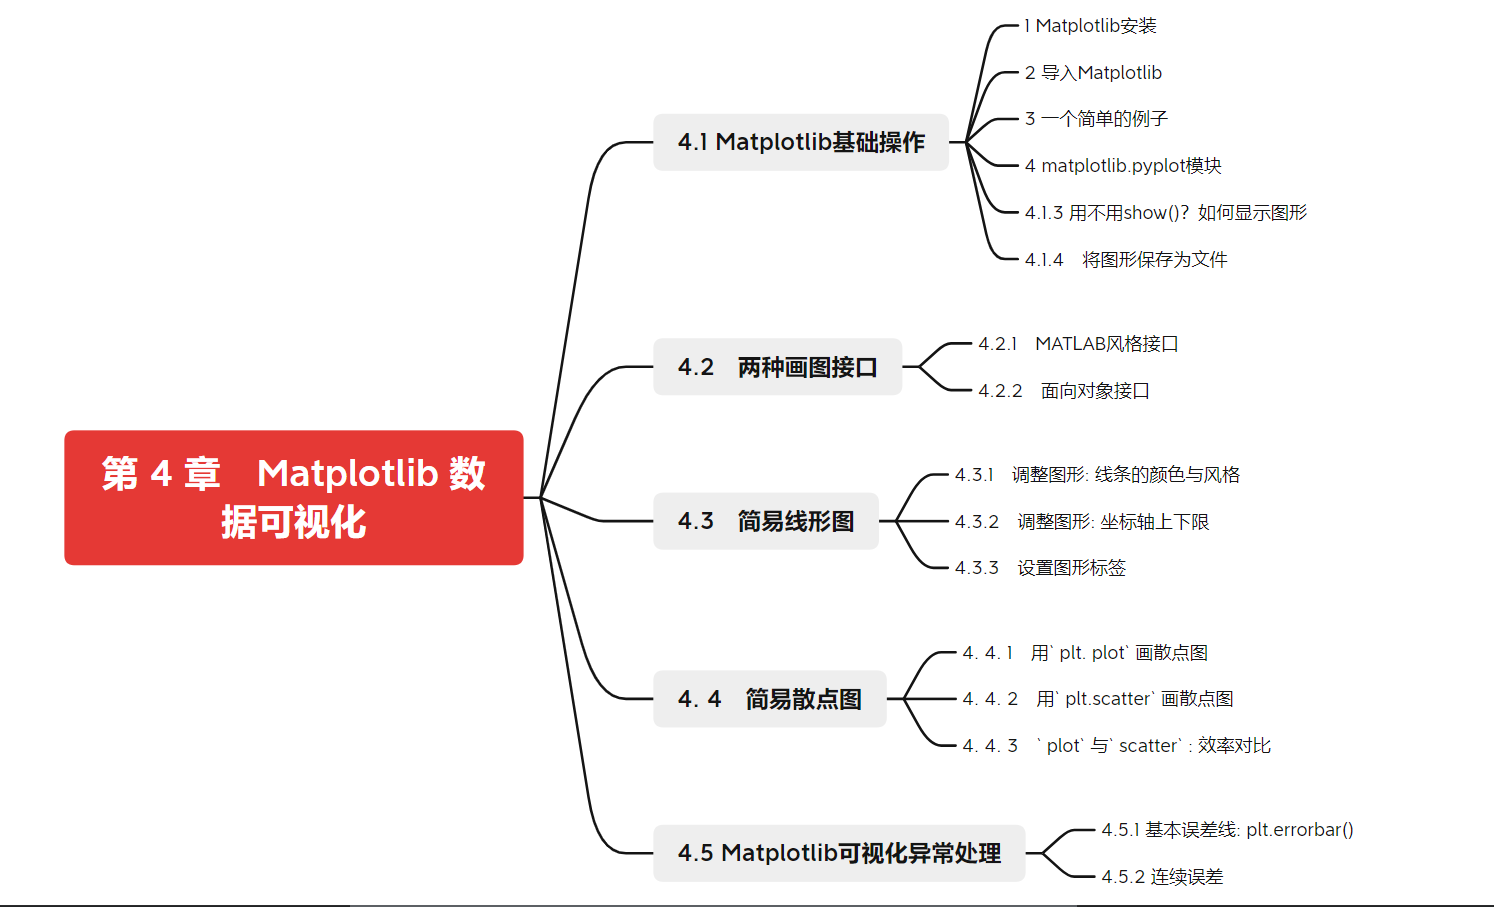 第 4 章　Matplotlib 数
据可视化
4.1 Matplotlib基础操作
1 Matplotlib安装
2 导入Matplotlib
3 一个简单的例子
4 matplotlib.pyplot模块
4.1.3 用不用show()？如何显示图形
4.1.4　将图形保存为文件
4.2　两种画图接口
4.2.1　MATLAB风格接口
4.2.2　面向对象接口
4.3　简易线形图
4.3.1　调整图形: 线条的颜色与风格
4.3.2　调整图形: 坐标轴上下限
4.3.3　设置图形标签
4. 4　简易散点图
4. 4. 1　用` plt. plot` 画散点图
4. 4. 2　用` plt.scatter` 画散点图
4. 4. 3　` plot` 与` scatter` : 效率对比
4.5 Matplotlib可视化异常处理
4.5.1 基本误差线: plt.errorbar()
4.5.2 连续误差